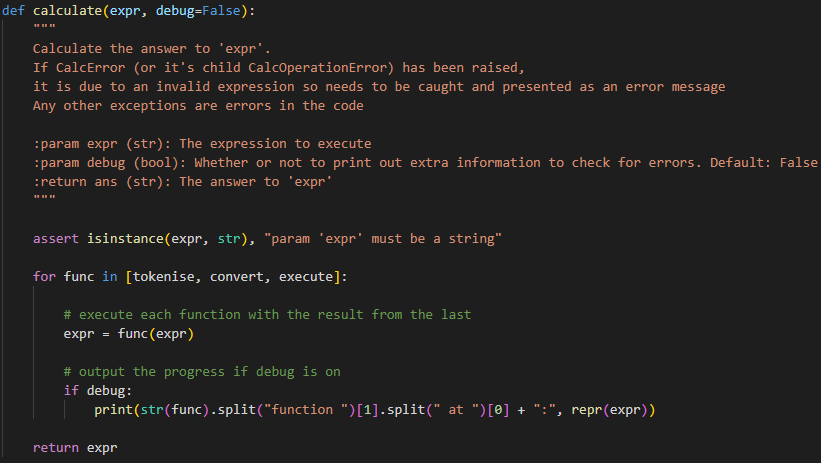 def calculate(expr, debug=False):
    """
    Calculate the answer to 'expr'.
    If CalcError (or it's child CalcOperationError) has been raised,
    it is due to an invalid expression so needs to be caught and presented as an error message
    Any other exceptions are errors in the code

    :param expr (str): The expression to execute
    :param debug (bool): Whether or not to print out extra information to check for errors. Default: False
    :return ans (str): The answer to 'expr'
    """

    assert isinstance(expr, str), "param 'expr' must be a string"

    for func in [tokenise, convert, execute]:

        # execute each function with the result from the last
        expr = func(expr)

        # output the progress if debug is on
        if debug:
            print(str(func).split("function ")[1].split(" at ")[0] + ":", repr(expr))

    return expr